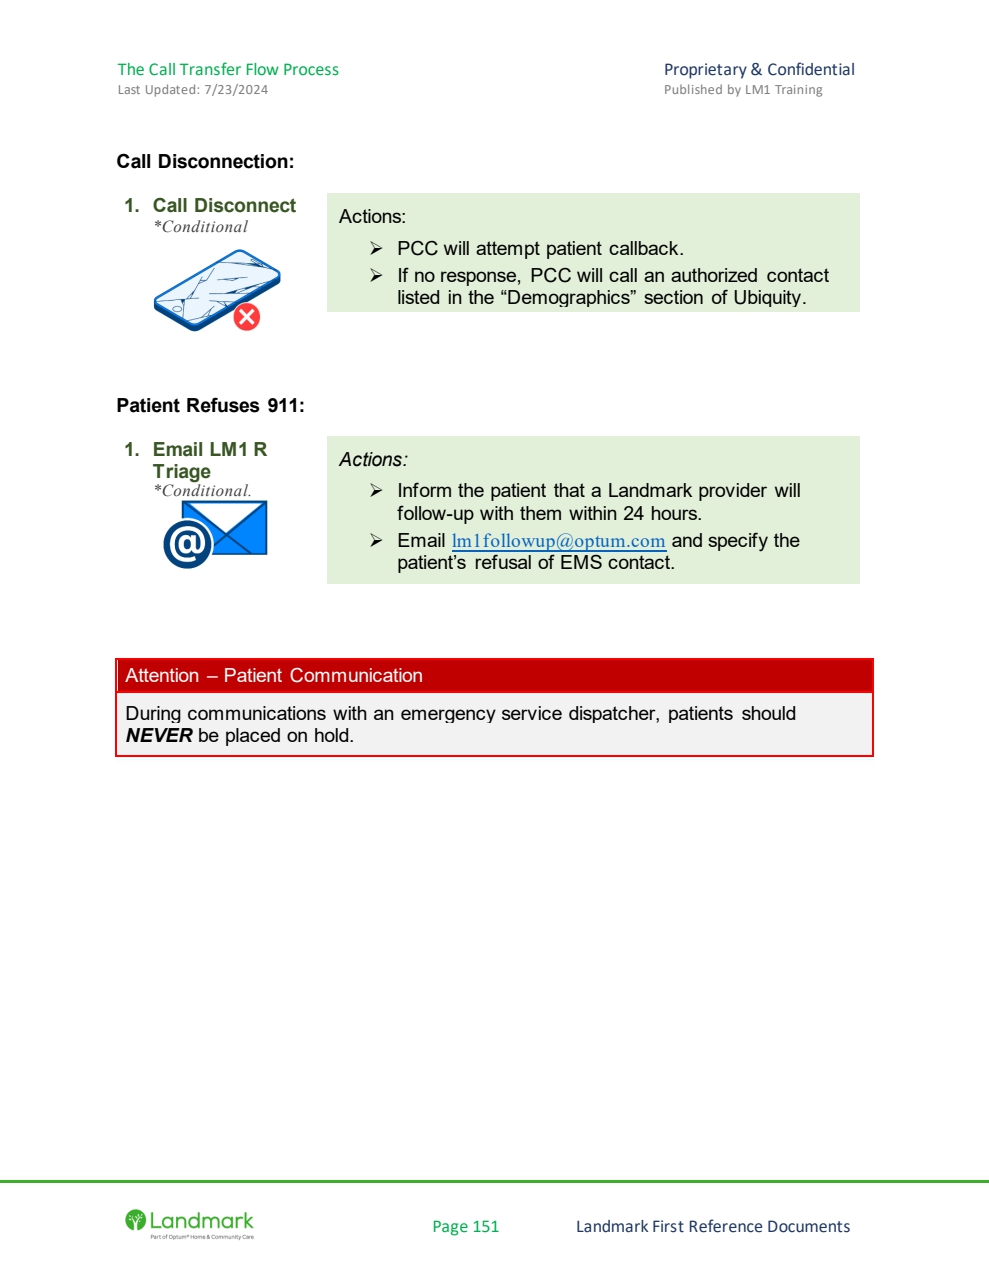 The Call Transfer Flow Process
Proprietary & Confidential
Last Updated: 7/23/2024
Published by LM1 Training
Call Disconnection:
1. Call Disconnect
*Conditional
Actions:
➢ PCC will attempt patient callback.
➢ If no response, PCC will call an authorized contact
listed in the “Demographics” section of Ubiquity.
Patient Refuses 911:
1. Email LM1 R
Triage
*Conditional.
@
Actions:
➢ Inform the patient that a Landmark provider will
follow-up with them within 24 hours.
➢ Email lm1followup@optum.com and specify the
patient’s refusal of EMS contact.
Attention – Patient Communication
During communications with an emergency service dispatcher, patients should
NEVER be placed on hold.
Landmark
Part of Optum® Home & Community Care
Page 151
Landmark First Reference Documents